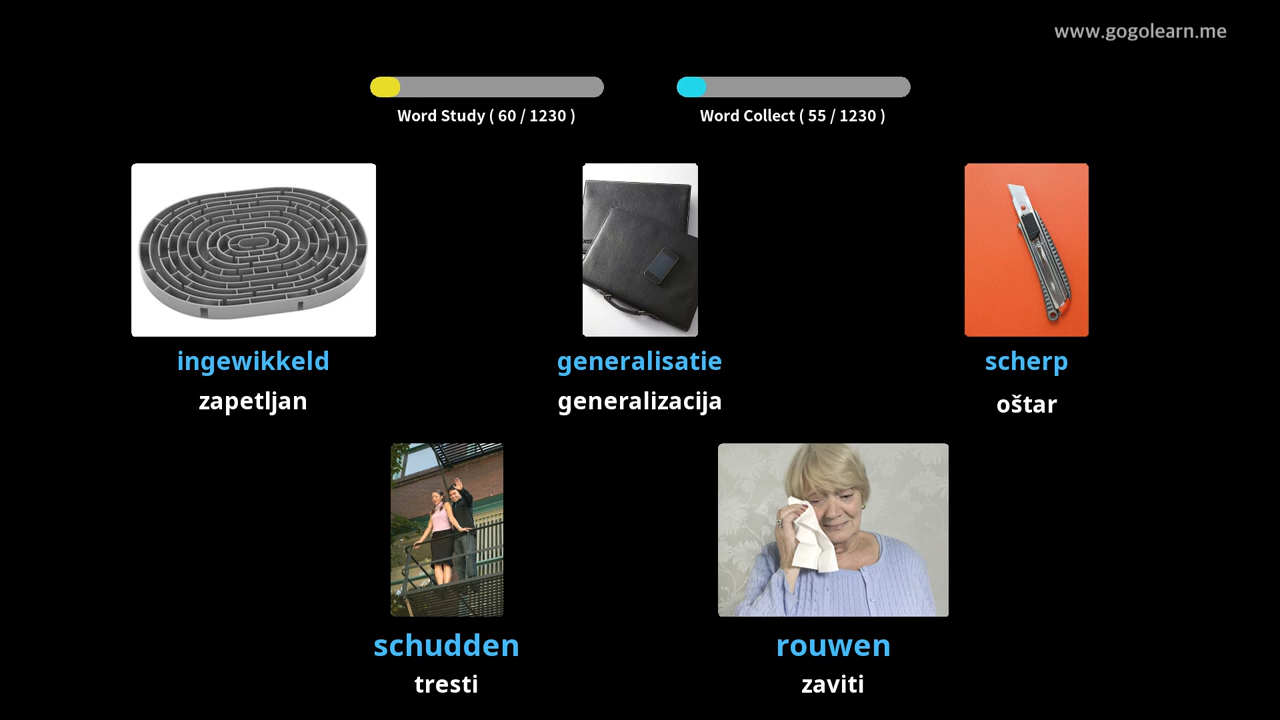 www.gogolearn.me
Word Study ( 60 / 1230 )
Word Collect ( 55 / 1230 )
ingewikkeld
zapetljan
generalisatie
generalizacija
scherp
oštar
schudden
tresti
rouwen
zaviti